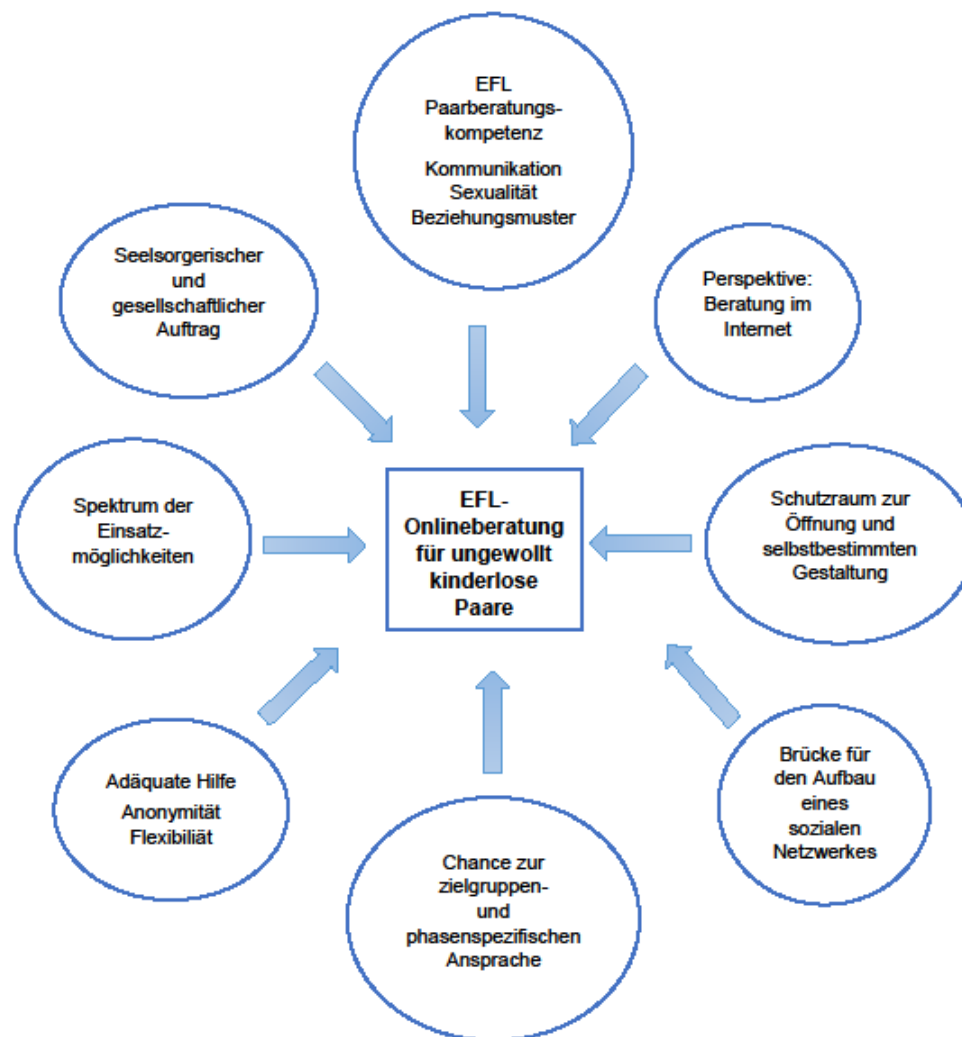 EFL
Paarberatungs-
kompetenz
Kommunikation
Sexualität
Beziehungsmuster
Seelsorgerischer
und
gesellschaftlicher
Auftrag
Perspektive:
Beratung im
Internet
Spektrum der
Einsatz-
möglichkeiten
EFL-
Onlineberatung
für ungewollt
kinderlose
Paare
Schutzraum zur
Öffnung und
selbstbestimmten
Gestaltung
Adäquate Hilfe
Anonymität
Flexibiliät
Chance zur
zielgruppen-
und
phasenspezifischen
Ansprache
Brücke für
den Aufbau
eines
sozialen
Netzwerkes